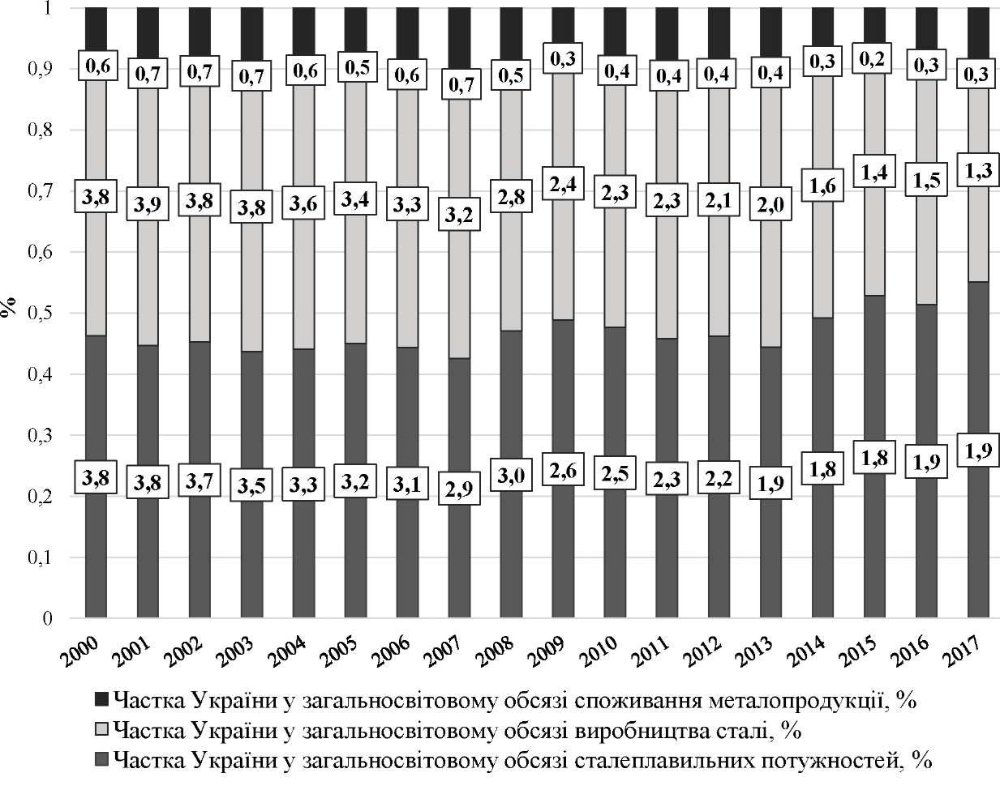 1
0,9
0,8
0,7
0,6
0,5
0,4
0,3
0,2
0,1
0
%
0,6 0,7 0,7 0,7 0,6 0,5 0,6 0,7 0,5 0,3 0,4 0,4 0,4 0,4 0,3 0,2 0,3 0,3
3,8 3,9 3,8 3,8 3,6 3,4 3,3 3,2 2,8 2,4 2,3 2,3 2,1 2,0 1,6 1,4 1,5 1,3
3,8 3,8 3,7 3,5 3,3 3,2 3,1 2,9 3,0 2,6 2,5 2,3 2,2 1,9 1,8 1,8 1,9 1,9
2000 2001 2002 2003 2004 2005 2006 2007 2008 2009 2010 2011 2012 2013 2014 2015 2016 2017
Частка України у загальносвітовому обсязі споживання металопродукції, %
Частка України у загальносвітовому обсязі виробництва сталі, %
Частка України у загальносвітовому обсязі сталеплавильних потужностей, %